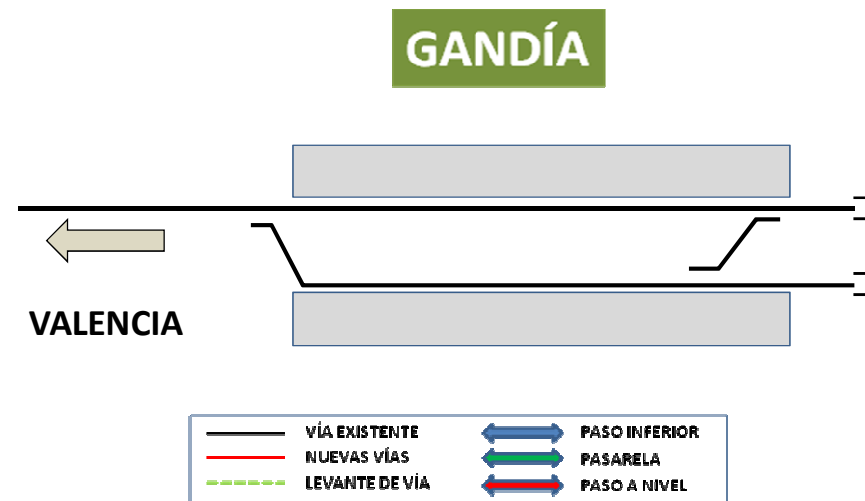 GANDÍA
VALENCIA
VÍA EXISTENTE
PASO INFERIOR
NUEVAS VÍAS
PASARELA
LEVANTE DE VÍA
PASO A NIVEL